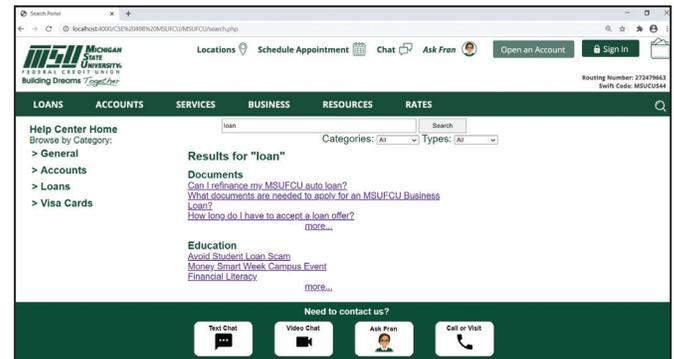 Search Portal
localhost:4000/CSE%20498%20MSUFCU/MSUFCU/search.php
MSU MICHIGAN STATE UNIVERSITY
FEDERAL CREDIT UNION
Building Dreams Together
Locations Schedule Appointment Chat Ask Fran Open an Account Sign In
Routing Number: 272479663
Swift Code: MSUCUS44
LOANS ACCOUNTS SERVICES BUSINESS RESOURCES RATES
Help Center Home
Browse by Category:
> General
> Accounts
> Loans
> Visa Cards
loan Search
Categories: All Types: All
Results for "loan"
Documents
Can I refinance my MSUFCU auto loan?
What documents are needed to apply for an MSUFCU Business
Loan?
How long do I have to accept a loan offer?
more...
Education
Avoid Student Loan Scam
Money Smart Week Campus Event
Financial Literacy
more...
Need to contact us?
Text Chat Video Chat Ask Fran Call or Visit